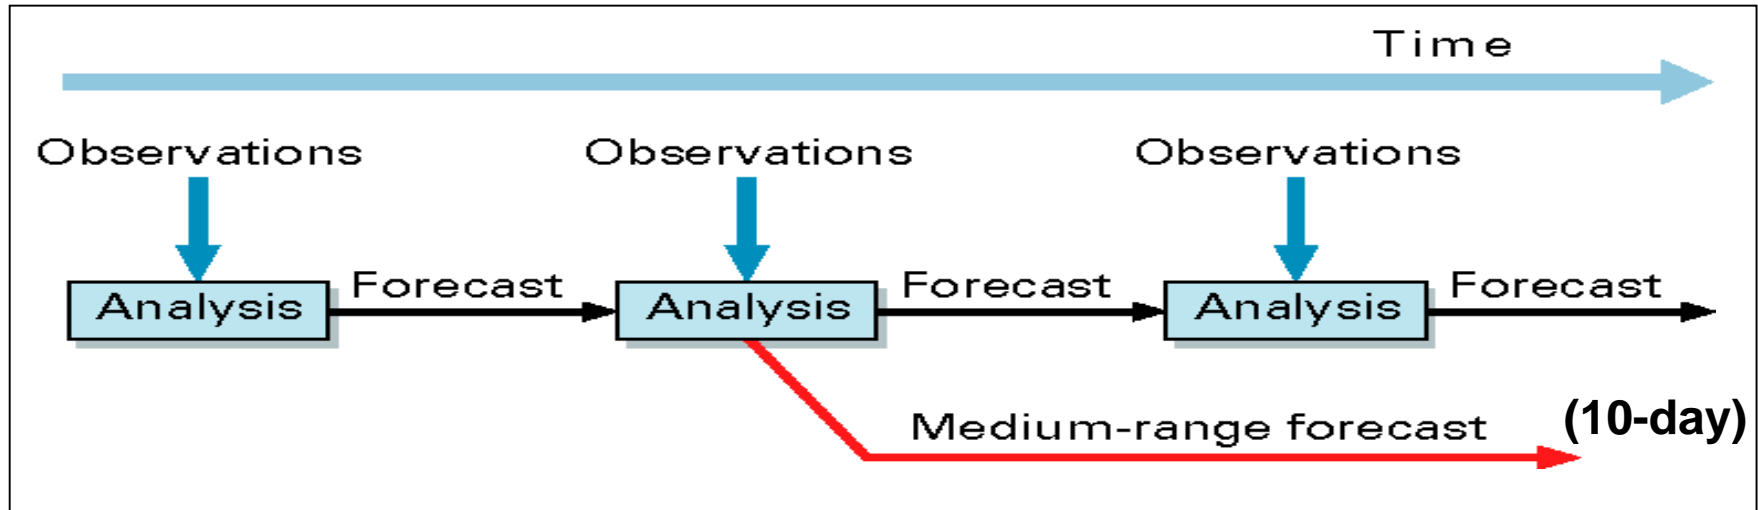 Time
Observations Observations Observations
Analysis Forecast Analysis Forecast Analysis Forecast
Medium-range forecast (10-day)